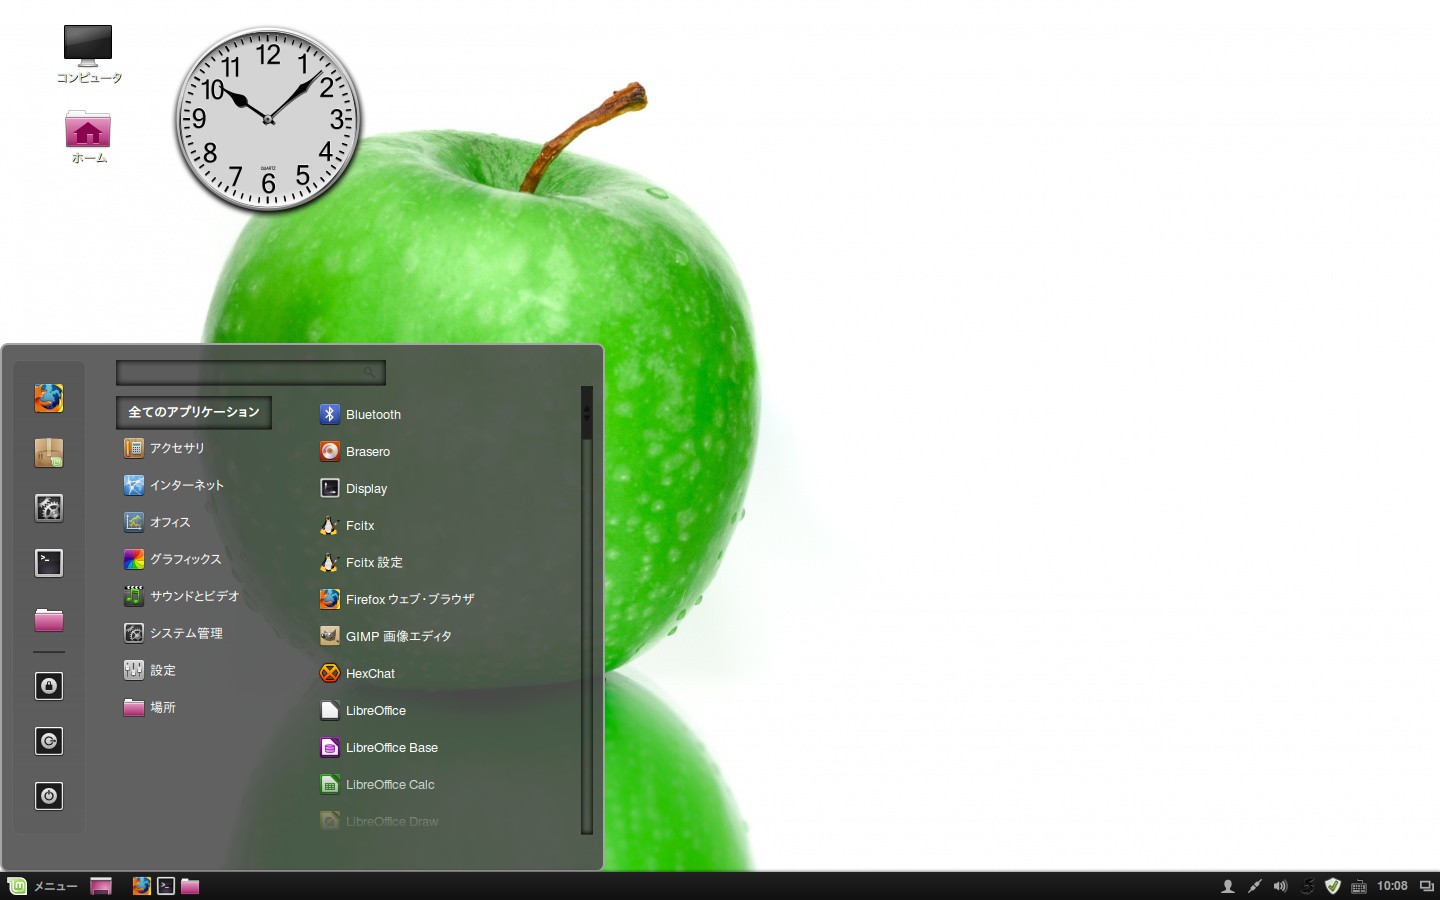 コンピュータ
ホーム
12
1
2
3
4
5
6
7
8
9
10
11
QUARTZ
全てのアプリケーション
アクセサリ
インターネット
オフィス
グラフィックス
サウンドとビデオ
システム管理
設定
場所
Bluetooth
Brasero
Display
Fcitx
Fcitx 設定
Firefox ウェブ・ブラウザ
GIMP 画像エディタ
HexChat
LibreOffice
LibreOffice Base
LibreOffice Calc
LibreOffice Draw
メニュー
10:08